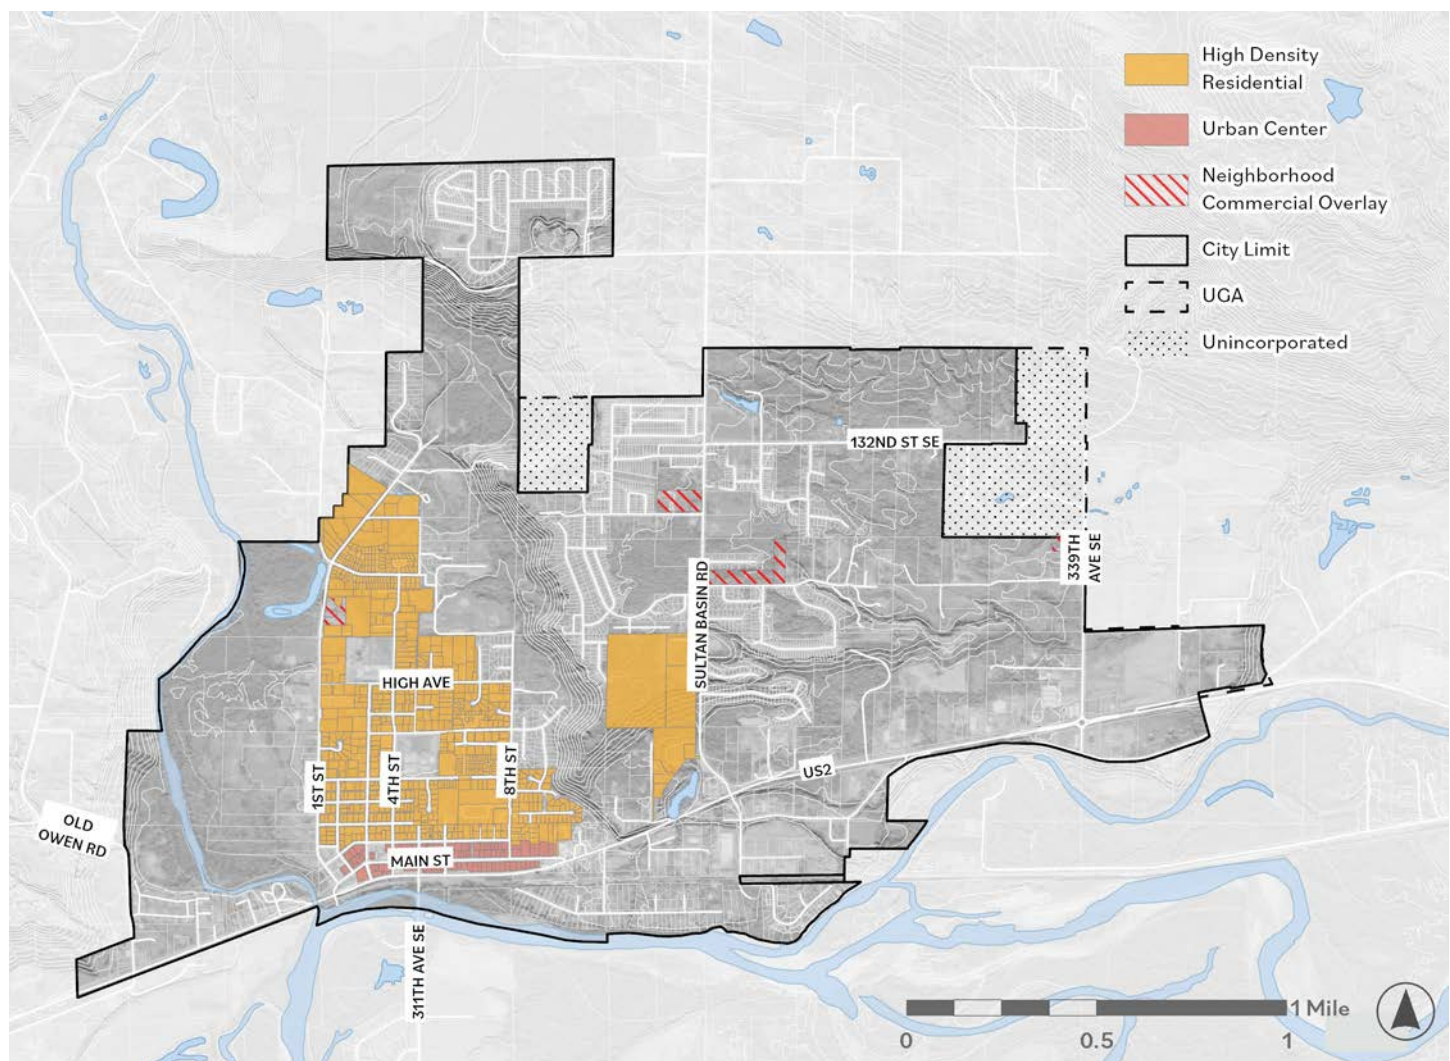 High Density
Residential
Urban Center
Neighborhood
Commercial Overlay
City Limit
UGA
Unincorporated
132ND ST SE
339TH
AVE SE
SULTAN BASIN RD
HIGH AVE
1ST ST
4TH ST
8TH ST
US2
OLD
OWEN RD
MAIN ST
311TH AVE SE
1 Mile
0
0.5
1